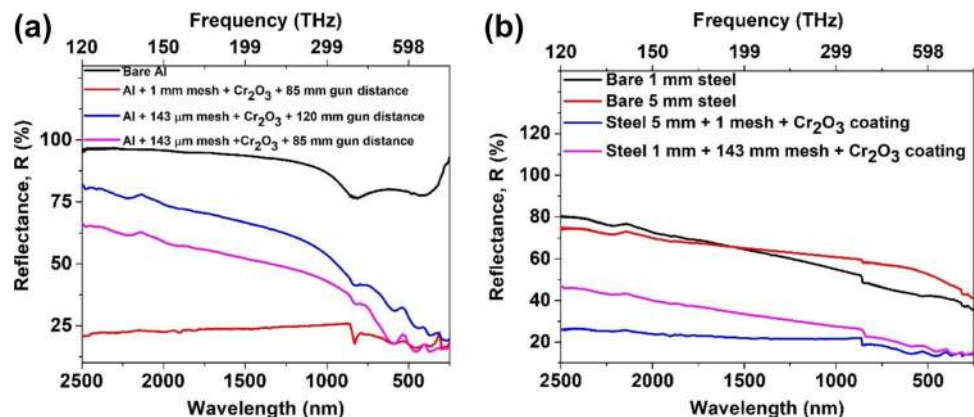 (a)
Frequency (THz)
120 150 199 299 598
Bare Al
Al + 1 mm mesh + Cr₂O₃ + 85 mm gun distance
Al + 143 μm mesh + Cr₂O₃ + 120 mm gun distance
Al + 143 μm mesh +Cr₂O₃ + 85 mm gun distance
Reflectance, R (%)
100
75
50
25
2500 2000 1500 1000 500
Wavelength (nm)
(b)
Frequency (THz)
120 150 199 299 598
Bare 1 mm steel
Bare 5 mm steel
Steel 5 mm + 1 mesh + Cr₂O₃ coating
Steel 1 mm + 143 mm mesh + Cr₂O₃ coating
Reflectance, R (%)
140
120
100
80
60
40
20
2500 2000 1500 1000 500
Wavelength (nm)